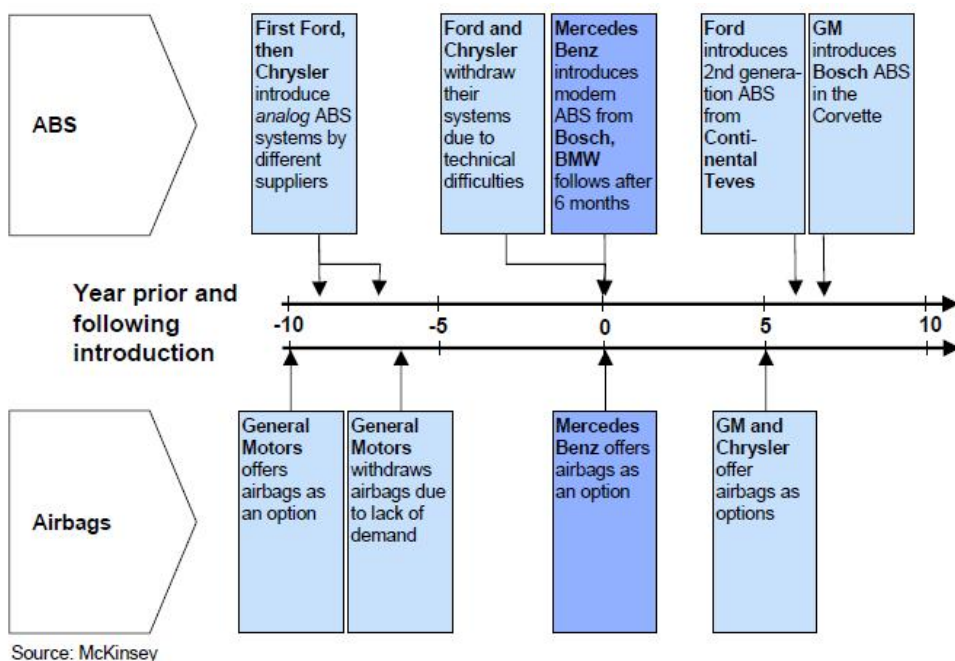 ABS
First Ford,
then
Chrysler
introduce
analog ABS
systems by
different
suppliers
Ford and
Chrysler
withdraw
their
systems
due to
technical
difficulties
Mercedes
Benz
introduces
modern
ABS from
Bosch,
BMW
follows after
6 months
Ford
introduces
2nd genera-
tion ABS
from
Conti-
nental
Teves
GM
introduces
Bosch ABS
in the
Corvette
Year prior and
following
introduction
-10
-5
0
5
10
Airbags
General
Motors
offers
airbags as
an option
General
Motors
withdraws
airbags due
to lack of
demand
Mercedes
Benz offers
airbags as
an option
GM and
Chrysler
offer
airbags as
options
Source: McKinsey